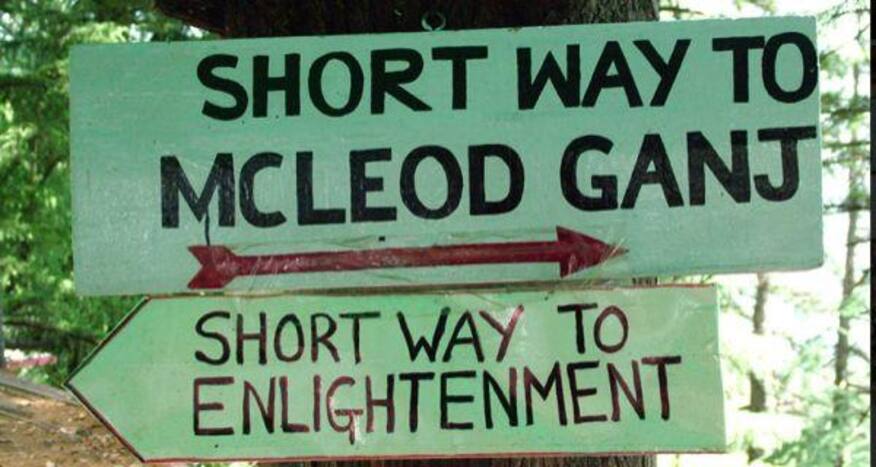 SHORT WAY TO
MCLEOD GANJ
SHORT WAY TO
ENLIGHTENMENT